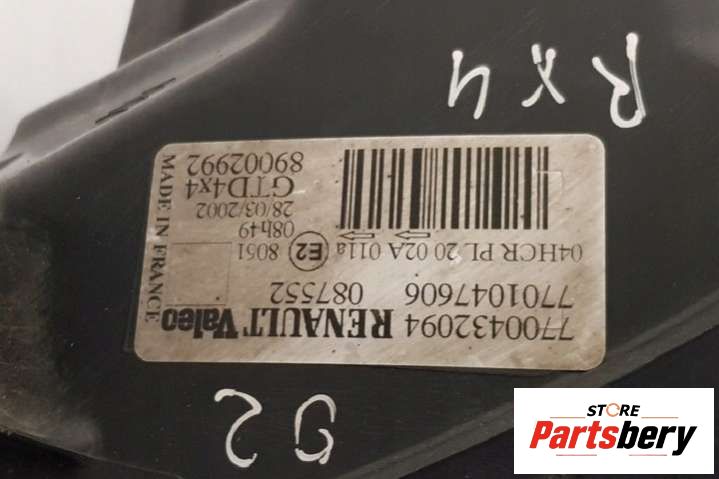 Rx4
7700432094 RENAULT Valeo
7701047606 087552
04HCR PL 20 02A 011a E2 8051
08h49
28/03/2002
GTD4x4
89002992
MADE IN FRANCE
STORE
Partsbery